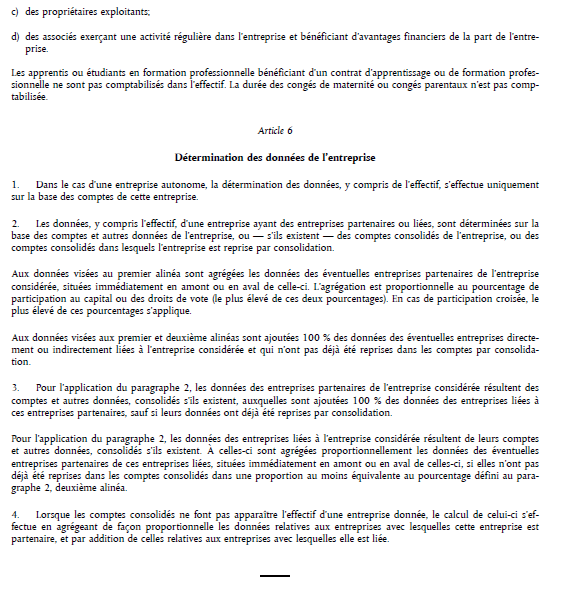 c) des propriétaires exploitants;
d) des associés exerçant une activité régulière dans l'entreprise et bénéficiant d'avantages financiers de la part de l'entre-
prise.
Les apprentis ou étudiants en formation professionnelle bénéficiant d'un contrat d'apprentissage ou de formation profes-
sionnelle ne sont pas comptabilisés dans l'effectif. La durée des congés de maternité ou congés parentaux n'est pas comp-
tabilisée.
Article 6
Détermination des données de l'entreprise
1. Dans le cas d'une entreprise autonome, la détermination des données, y compris de l'effectif, s'effectue uniquement
sur la base des comptes de cette entreprise.
2. Les données, y compris l'effectif, d'une entreprise ayant des entreprises partenaires ou liées, sont déterminées sur la
base des comptes et autres données de l'entreprise, ou — s'ils existent — des comptes consolidés de l'entreprise, ou des
comptes consolidés dans lesquels l'entreprise est reprise par consolidation.
Aux données visées au premier alinéa sont agrégées les données des éventuelles entreprises partenaires de l'entreprise
considérée, situées immédiatement en amont ou en aval de celle-ci. L'agrégation est proportionnelle au pourcentage de
participation au capital ou des droits de vote (le plus élevé de ces deux pourcentages). En cas de participation croisée, le
plus élevé de ces pourcentages s'applique.
Aux données visées aux premier et deuxième alinéas sont ajoutées 100 % des données des éventuelles entreprises directe-
ment ou indirectement liées à l'entreprise considérée et qui n'ont pas déjà été reprises dans les comptes par consolida-
tion.
3. Pour l'application du paragraphe 2, les données des entreprises partenaires de l'entreprise considérée résultent des
comptes et autres données, consolidés s'ils existent, auxquelles sont ajoutées 100 % des données des entreprises liées à
ces entreprises partenaires, sauf si leurs données ont déjà été reprises par consolidation.
Pour l'application du paragraphe 2, les données des entreprises liées à l'entreprise considérée résultent de leurs comptes
et autres données, consolidés s'ils existent. À celles-ci sont agrégées proportionnellement les données des éventuelles
entreprises partenaires de ces entreprises liées, situées immédiatement en amont ou en aval de celles-ci, si elles n'ont pas
déjà été reprises dans les comptes consolidés dans une proportion au moins équivalente au pourcentage défini au para-
graphe 2, deuxième alinéa.
4. Lorsque les comptes consolidés ne font pas apparaître l'effectif d'une entreprise donnée, le calcul de celui-ci s'ef-
fectue en agrégeant de façon proportionnelle les données relatives aux entreprises avec lesquelles cette entreprise est
partenaire, et par addition de celles relatives aux entreprises avec lesquelles elle est liée.